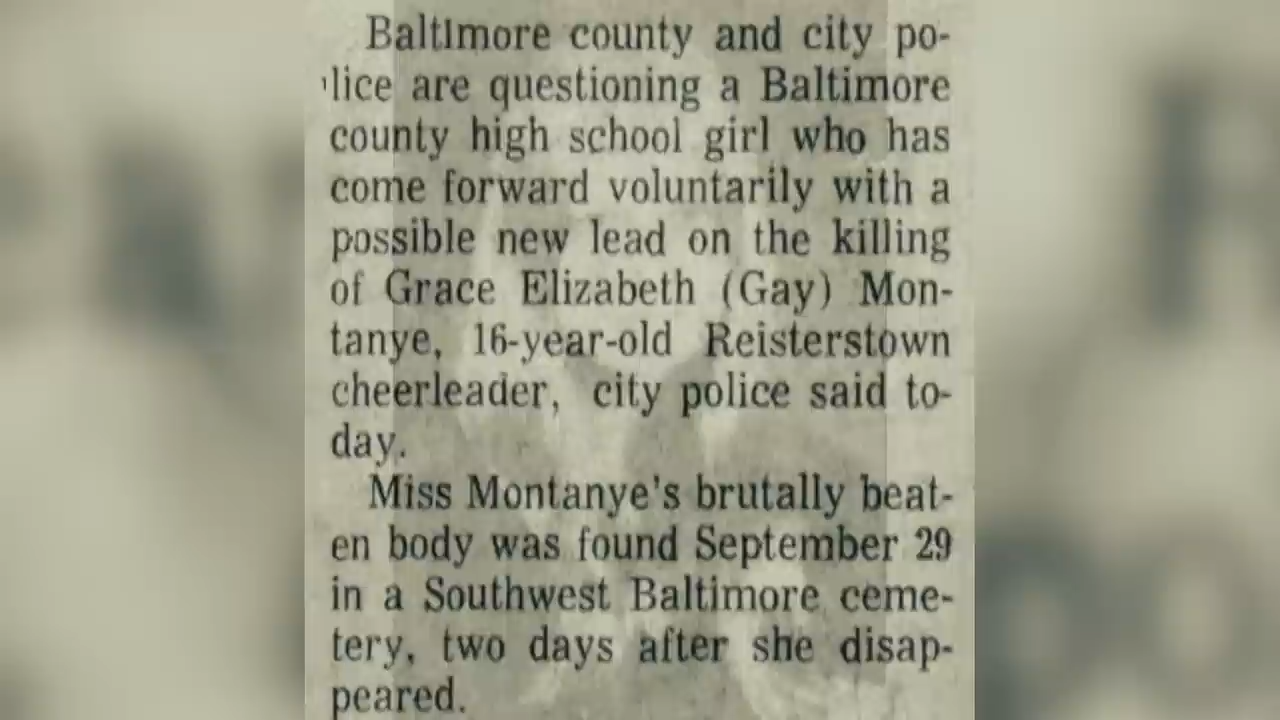 Baltimore county and city po-
lice are questioning a Baltimore
county high school girl who has
come forward voluntarily with a
possible new lead on the killing
of Grace Elizabeth (Gay) Mon-
tanye, 16-year-old Reisterstown
cheerleader, city police said to-
day.
Miss Montanye's brutally beat-
en body was found September 29
in a Southwest Baltimore ceme-
tery, two days after she disap-
peared.